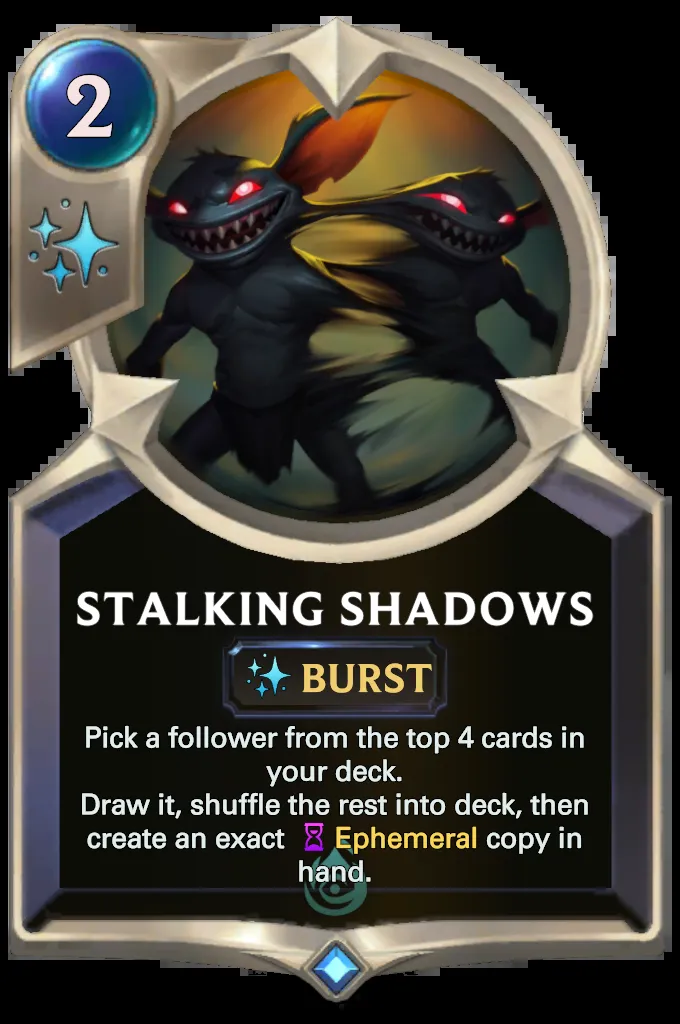 2
STALKING SHADOWS
BURST
Pick a follower from the top 4 cards in
your deck.
Draw it, shuffle the rest into deck, then
create an exact Ephemeral copy in
hand.